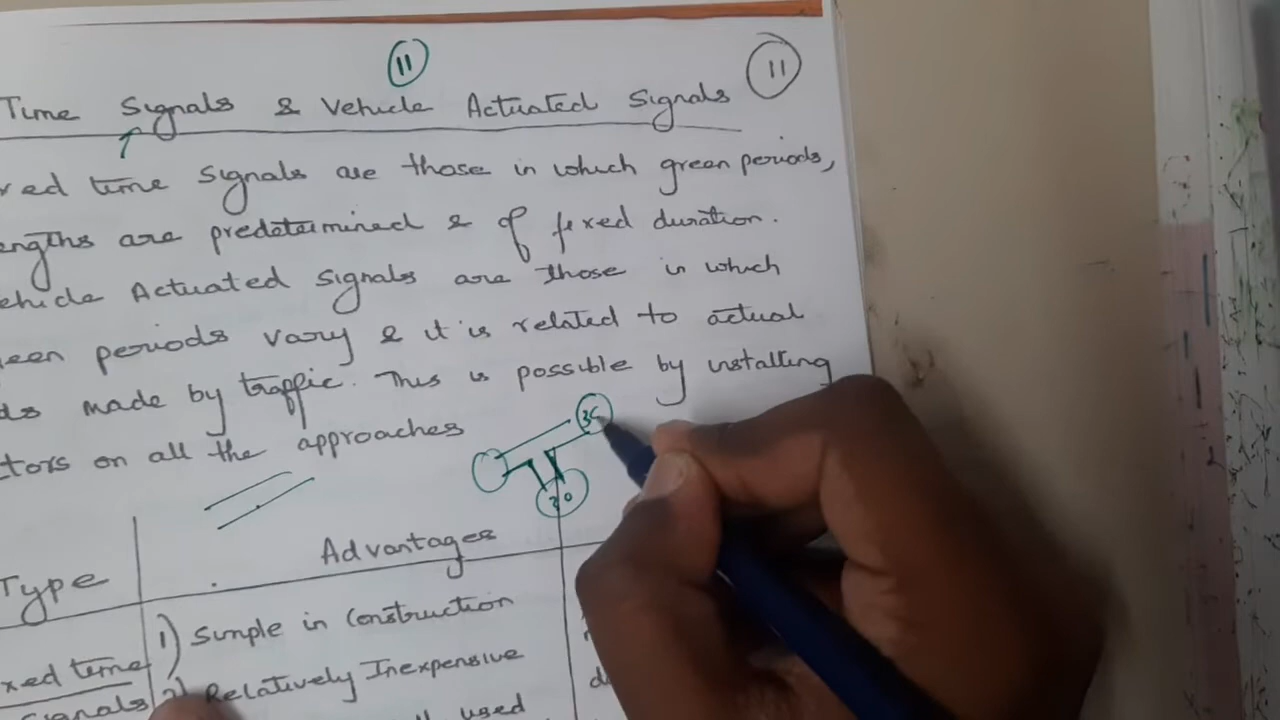 11
11
Time Signals & Vehicle Actuated Signals
xed time signals are those in which green periods,
engths are predetermined & of fixed duration.
ehicle Actuated signals are those in which
een periods vary & it is related to actual
ds made by traffic. This is possible by installing
tors on all the approaches
30
Type
Advantages
xed time
signals
1) Simple in Construction
2) Relatively Inexpensive
used